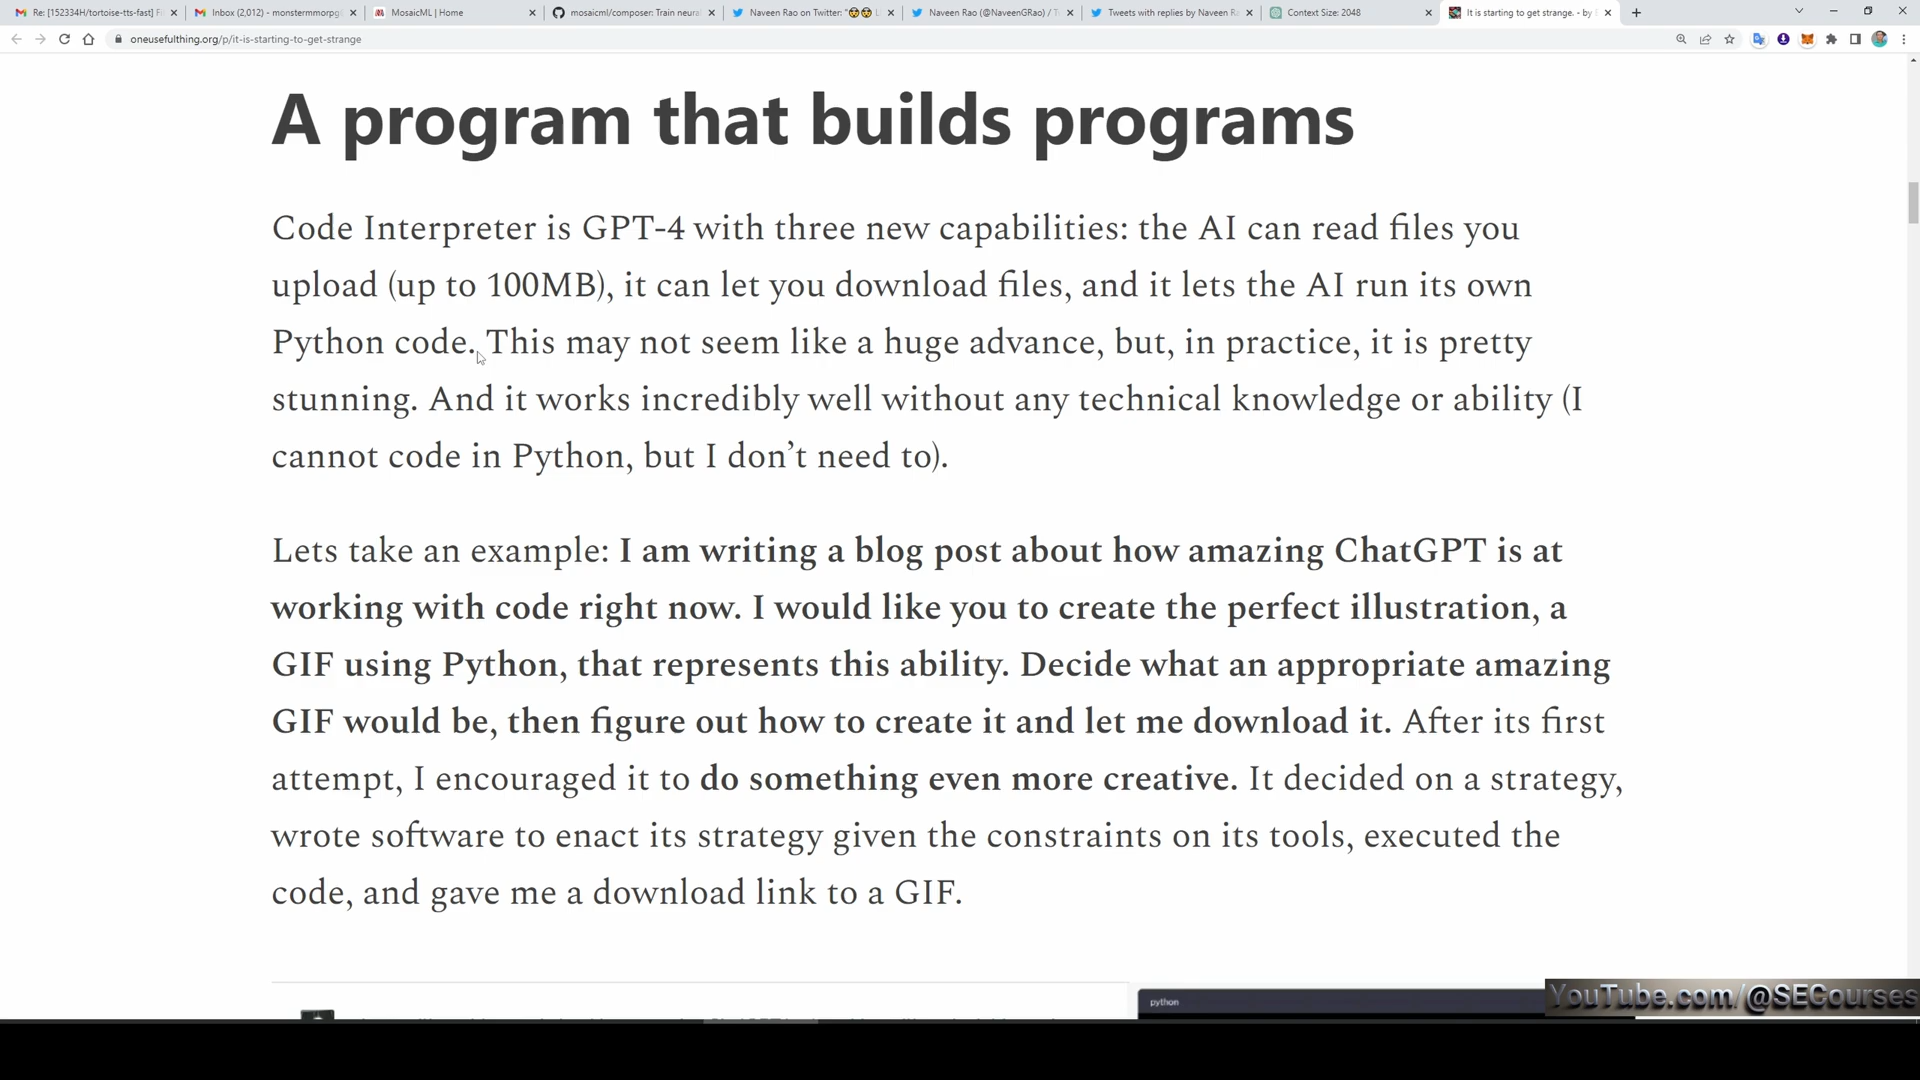 Re: [152334H/tortoise-tts-fast] Fi
Inbox (2,012) - monstermmorpg
MosaicML | Home
mosaicml/composer: Train neura
Naveen Rao on Twitter: "
Naveen Rao (@NaveenGRao) / T
Tweets with replies by Naveen R
Context Size: 2048
It is starting to get strange. - by
oneusefulthing.org/p/it-is-starting-to-get-strange
A program that builds programs
Code Interpreter is GPT-4 with three new capabilities: the AI can read files you
upload (up to 100MB), it can let you download files, and it lets the AI run its own
Python code. This may not seem like a huge advance, but, in practice, it is pretty
stunning. And it works incredibly well without any technical knowledge or ability (I
cannot code in Python, but I don’t need to).
Lets take an example: I am writing a blog post about how amazing ChatGPT is at
working with code right now. I would like you to create the perfect illustration, a
GIF using Python, that represents this ability. Decide what an appropriate amazing
GIF would be, then figure out how to create it and let me download it. After its first
attempt, I encouraged it to do something even more creative. It decided on a strategy,
wrote software to enact its strategy given the constraints on its tools, executed the
code, and gave me a download link to a GIF.
python
YouTube.com/@SECourses